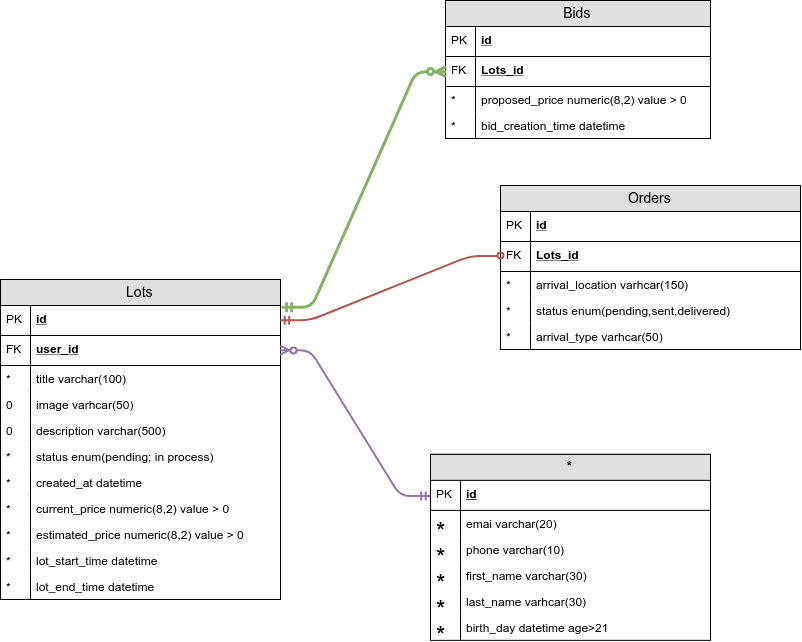 Bids
PK id
FK Lots_id
* proposed_price numeric(8,2) value > 0
* bid_creation_time datetime
Orders
PK id
FK Lots_id
* arrival_location varhcar(150)
* status enum(pending,sent,delivered)
* arrival_type varhcar(50)
Lots
PK id
FK user_id
* title varchar(100)
0 image varhcar(50)
0 description varchar(500)
* status enum(pending; in process)
* created_at datetime
* current_price numeric(8,2) value > 0
* estimated_price numeric(8,2) value > 0
* lot_start_time datetime
* lot_end_time datetime
*
PK id
* emai varchar(20)
* phone varchar(10)
* first_name varchar(30)
* last_name varhcar(30)
* birth_day datetime age>21